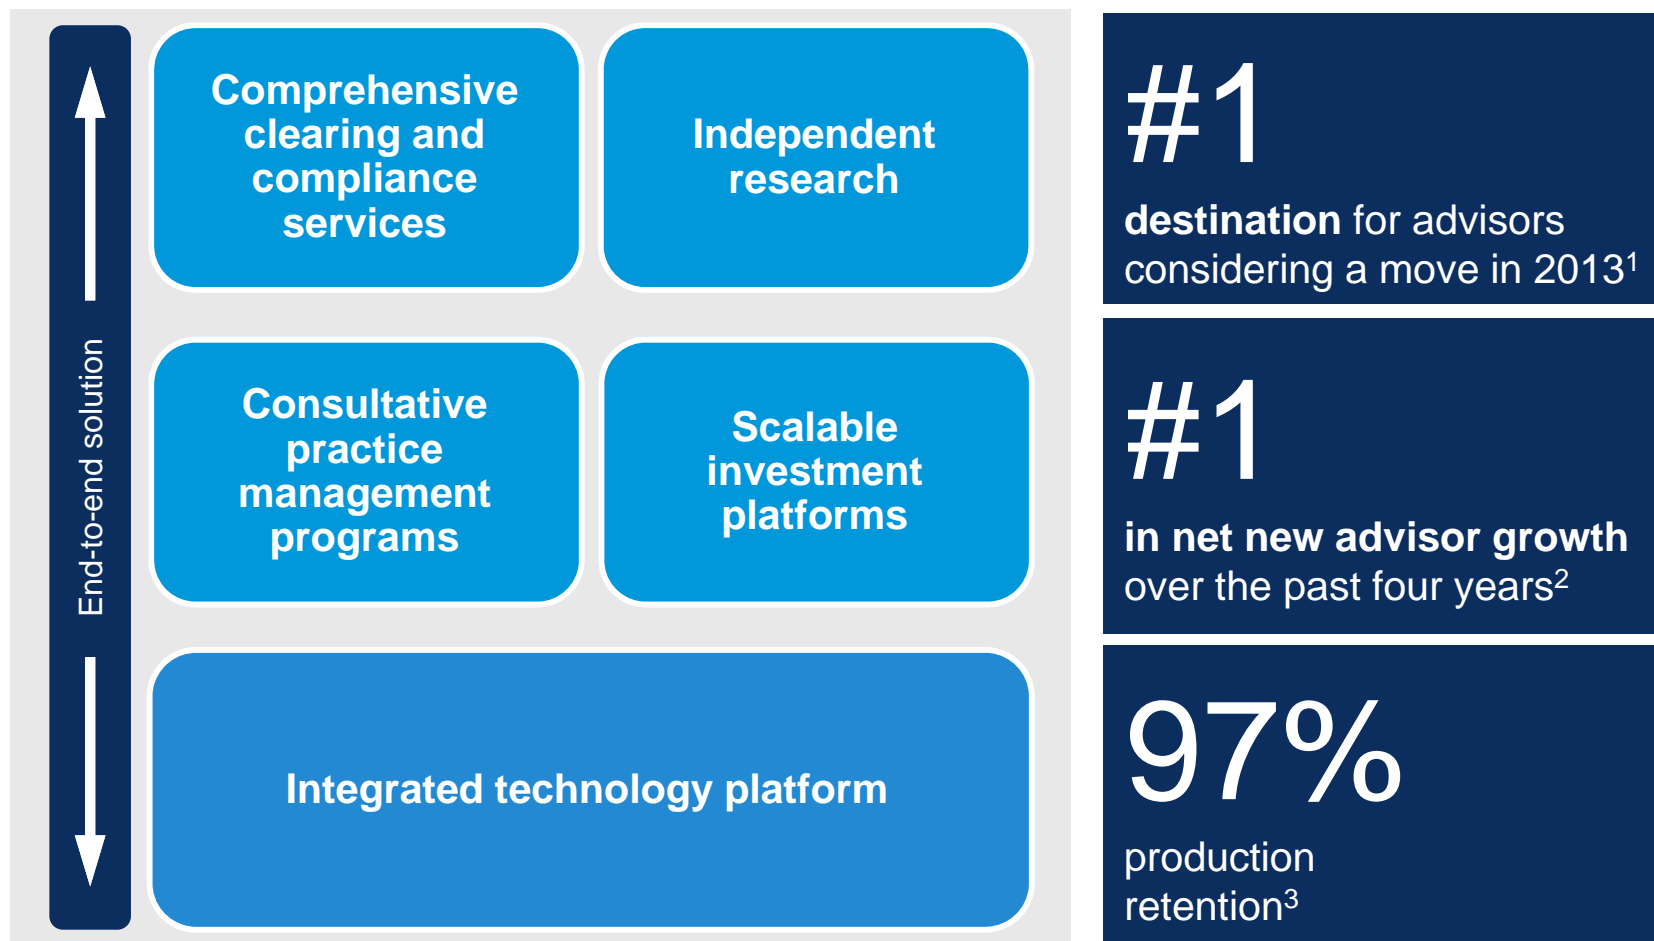 End-to-end solution
Comprehensive
clearing and
compliance
services
Independent
research
Consultative
practice
management
programs
Scalable
investment
platforms
Integrated technology platform
#1
destination for advisors
considering a move in 2013¹
#1
in net new advisor growth
over the past four years²
97%
production
retention³